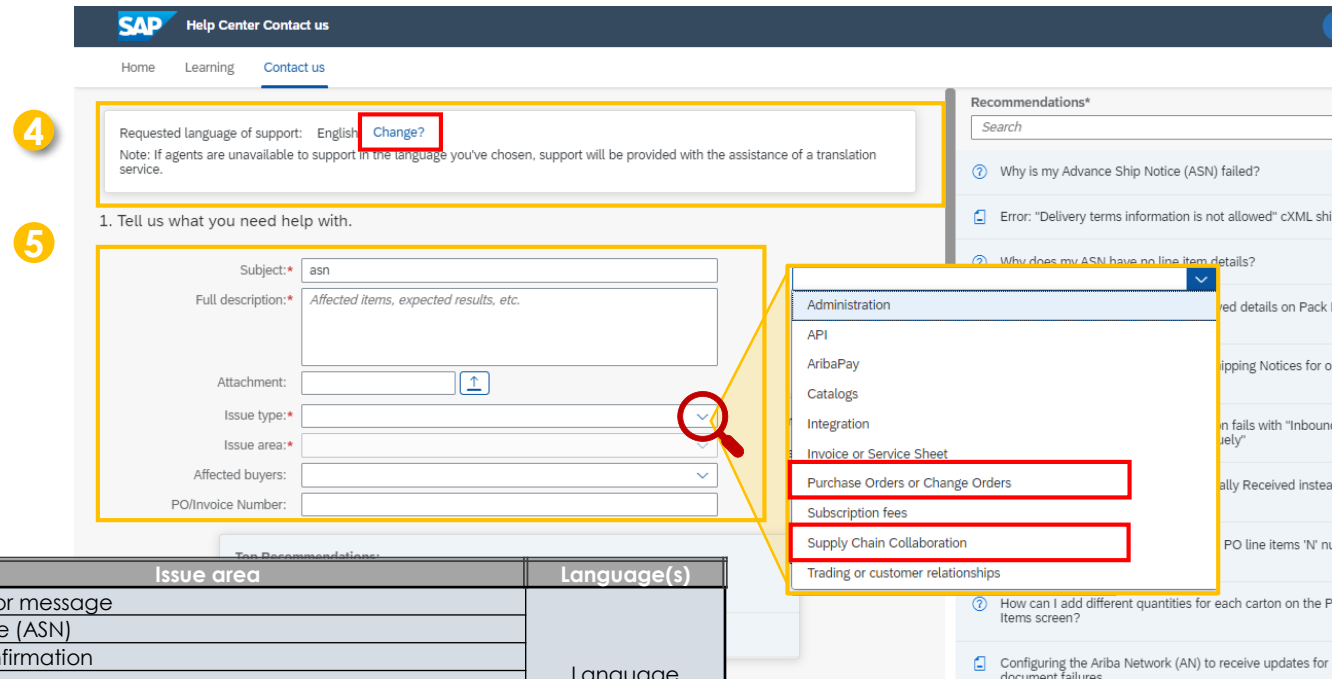 SAP Help Center Contact us
Home Learning Contact us
4
Requested language of support: English Change?
Note: If agents are unavailable to support in the language you've chosen, support will be provided with the assistance of a translation
service.
5
1. Tell us what you need help with.
Subject:* asn
Full description:* Affected items, expected results, etc.
Attachment:
Issue type:*
Issue area:*
Affected buyers:
PO/Invoice Number:
Top Recommendations:
Administration
API
AribaPay
Catalogs
Integration
Invoice or Service Sheet
Purchase Orders or Change Orders
Subscription fees
Supply Chain Collaboration
Trading or customer relationships
Recommendations*
Search
Why is my Advance Ship Notice (ASN) failed?
Error: "Delivery terms information is not allowed" cXML shi
Why does my ASN have no line item details?
ved details on Pack
ipping Notices for o
n fails with "Inbound
uely"
ally Received instea
PO line items 'N' nu
How can I add different quantities for each carton on the P
Items screen?
Configuring the Ariba Network (AN) to receive updates for
document failures
Issue area Language(s)
or message
e (ASN)
nfirmation
Language